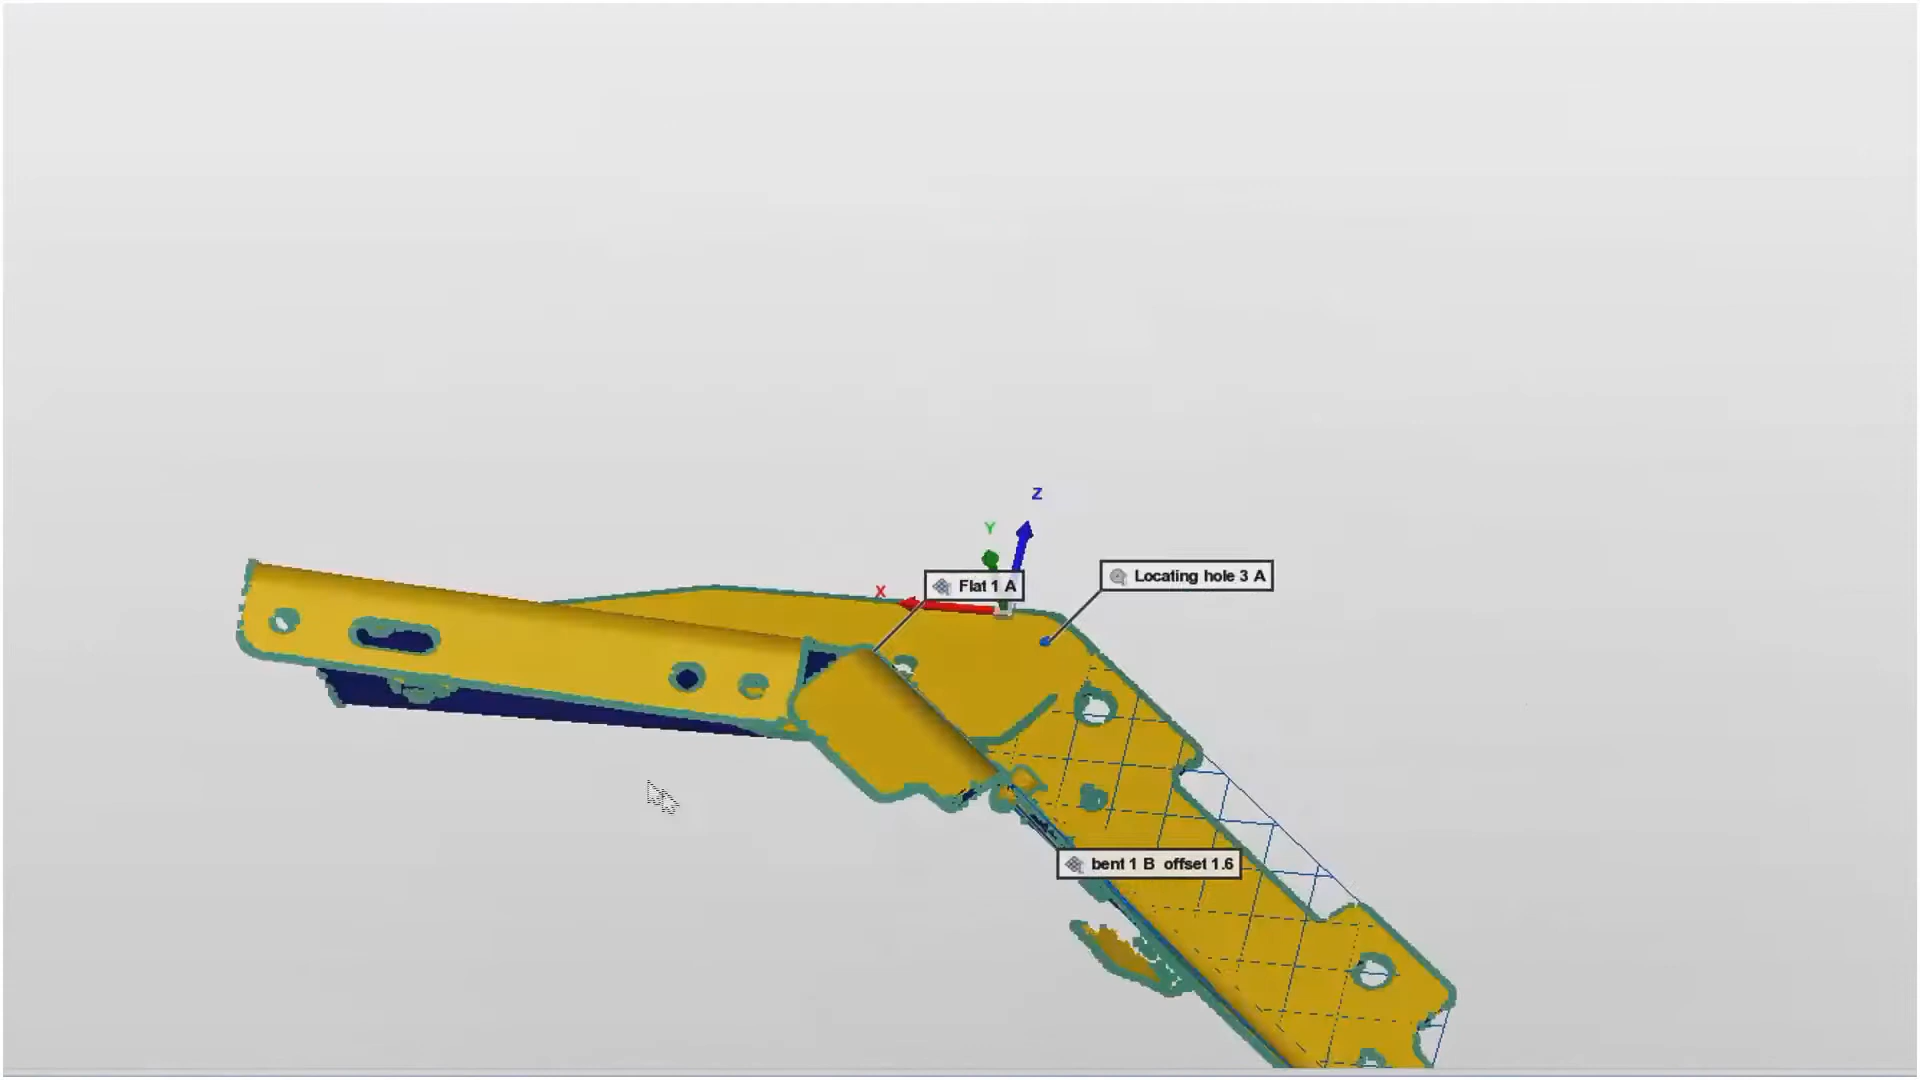 Z
Y
X
Flat 1 A
Locating hole 3 A
bent 1 B offset 1.6